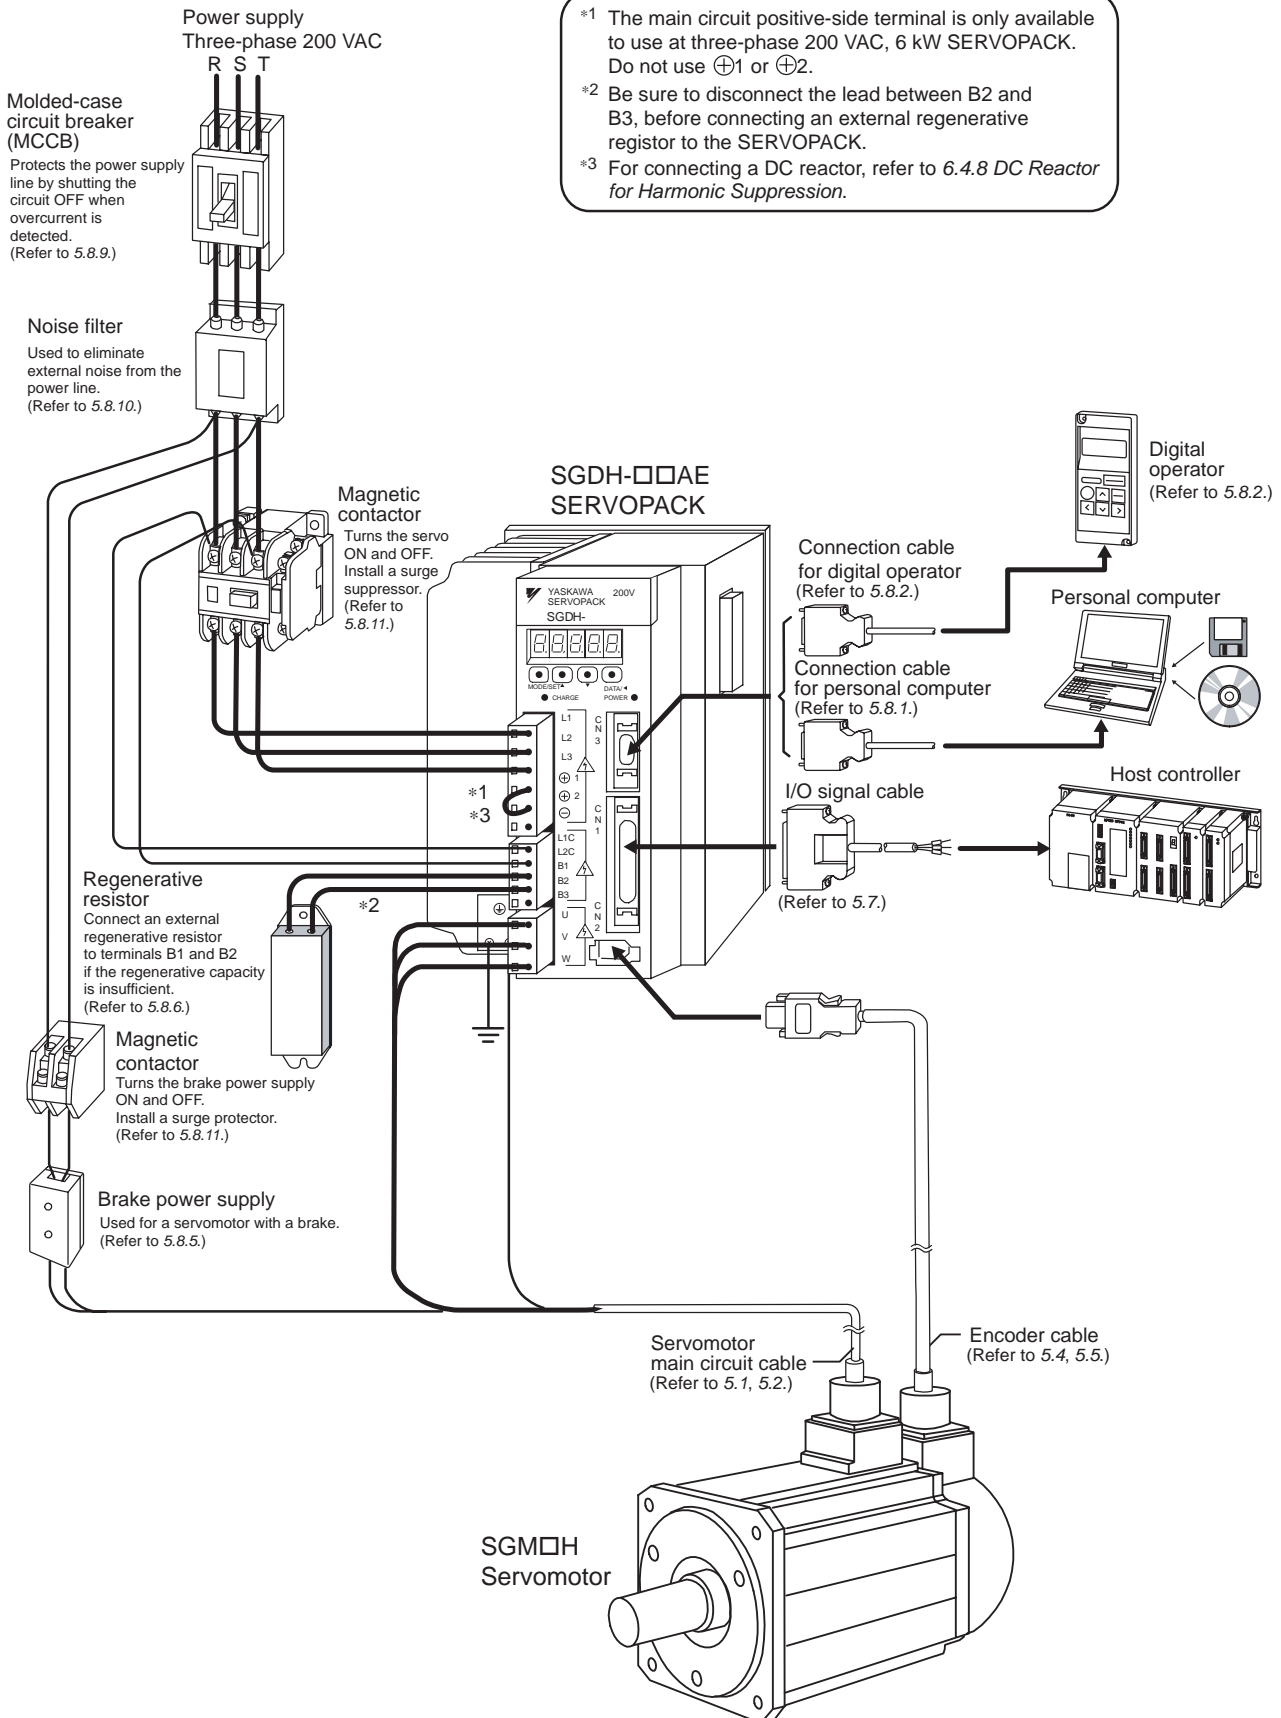 Power supply
Three-phase 200 VAC
R S T
*1 The main circuit positive-side terminal is only available
to use at three-phase 200 VAC, 6 kW SERVOPACK.
Do not use ⊕1 or ⊕2.
*2 Be sure to disconnect the lead between B2 and
B3, before connecting an external regenerative
registor to the SERVOPACK.
*3 For connecting a DC reactor, refer to 6.4.8 DC Reactor
for Harmonic Suppression.
Molded-case
circuit breaker
(MCCB)
Protects the power supply
line by shutting the
circuit OFF when
overcurrent is
detected.
(Refer to 5.8.9.)
Noise filter
Used to eliminate
external noise from the
power line.
(Refer to 5.8.10.)
Magnetic
contactor
Turns the servo
ON and OFF.
Install a surge
suppressor.
(Refer to
5.8.11.)
SGDH-□□AE
SERVOPACK
YASKAWA 200V
SERVOPACK
SGDH-
8.8.8.8.8.
MODE/SET▲ ▼ DATA/◀
CHARGE POWER
L1
L2
L3
⊕ 1
⊕ 2
⊖
L1C
L2C
B1
B2
B3
U
V
W
CN3
CN1
CN2
*1
*3
*2
Digital
operator
(Refer to 5.8.2.)
Connection cable
for digital operator
(Refer to 5.8.2.)
Personal computer
Connection cable
for personal computer
(Refer to 5.8.1.)
Host controller
I/O signal cable
(Refer to 5.7.)
Regenerative
resistor
Connect an external
regenerative resistor
to terminals B1 and B2
if the regenerative capacity
is insufficient.
(Refer to 5.8.6.)
Magnetic
contactor
Turns the brake power supply
ON and OFF.
Install a surge protector.
(Refer to 5.8.11.)
Brake power supply
Used for a servomotor with a brake.
(Refer to 5.8.5.)
Servomotor
main circuit cable
(Refer to 5.1, 5.2.)
Encoder cable
(Refer to 5.4, 5.5.)
SGM□H
Servomotor